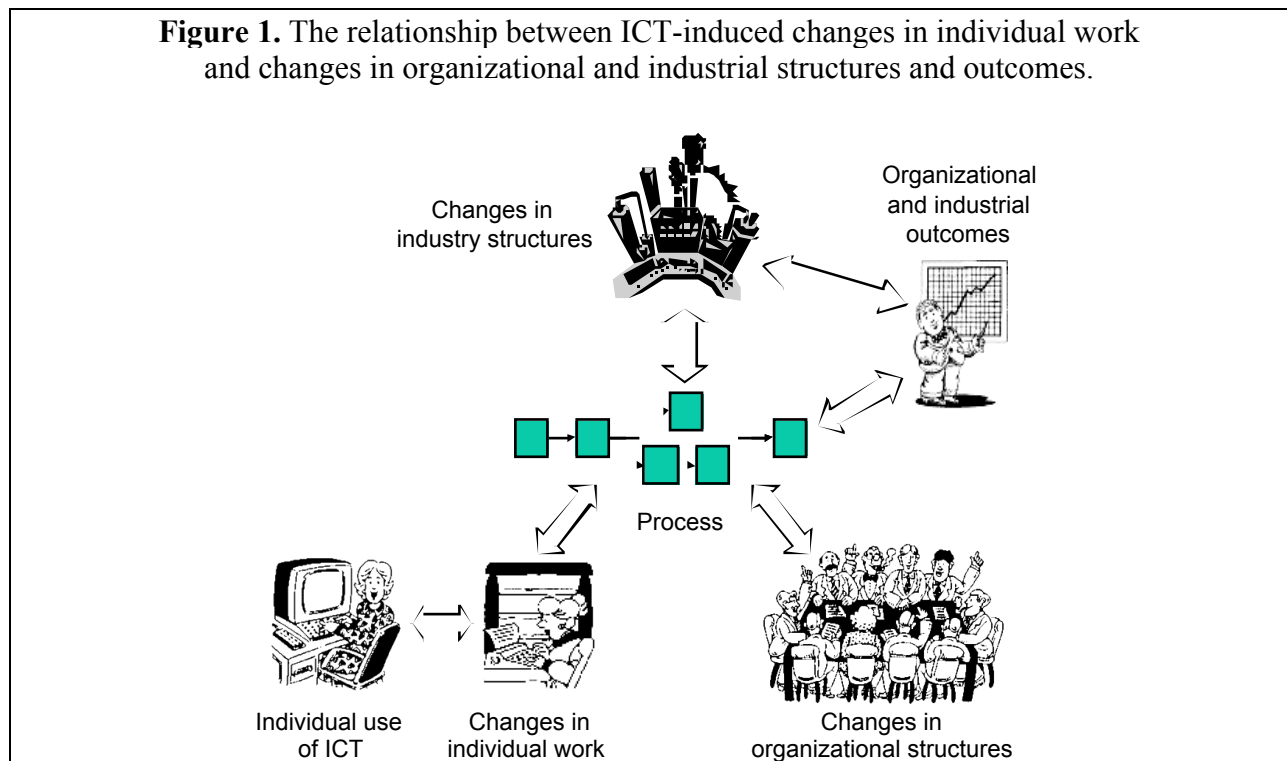 Figure 1. The relationship between ICT-induced changes in individual work
and changes in organizational and industrial structures and outcomes.
Changes in
industry structures
Organizational
and industrial
outcomes
Process
Individual use
of ICT
Changes in
individual work
Changes in
organizational structures